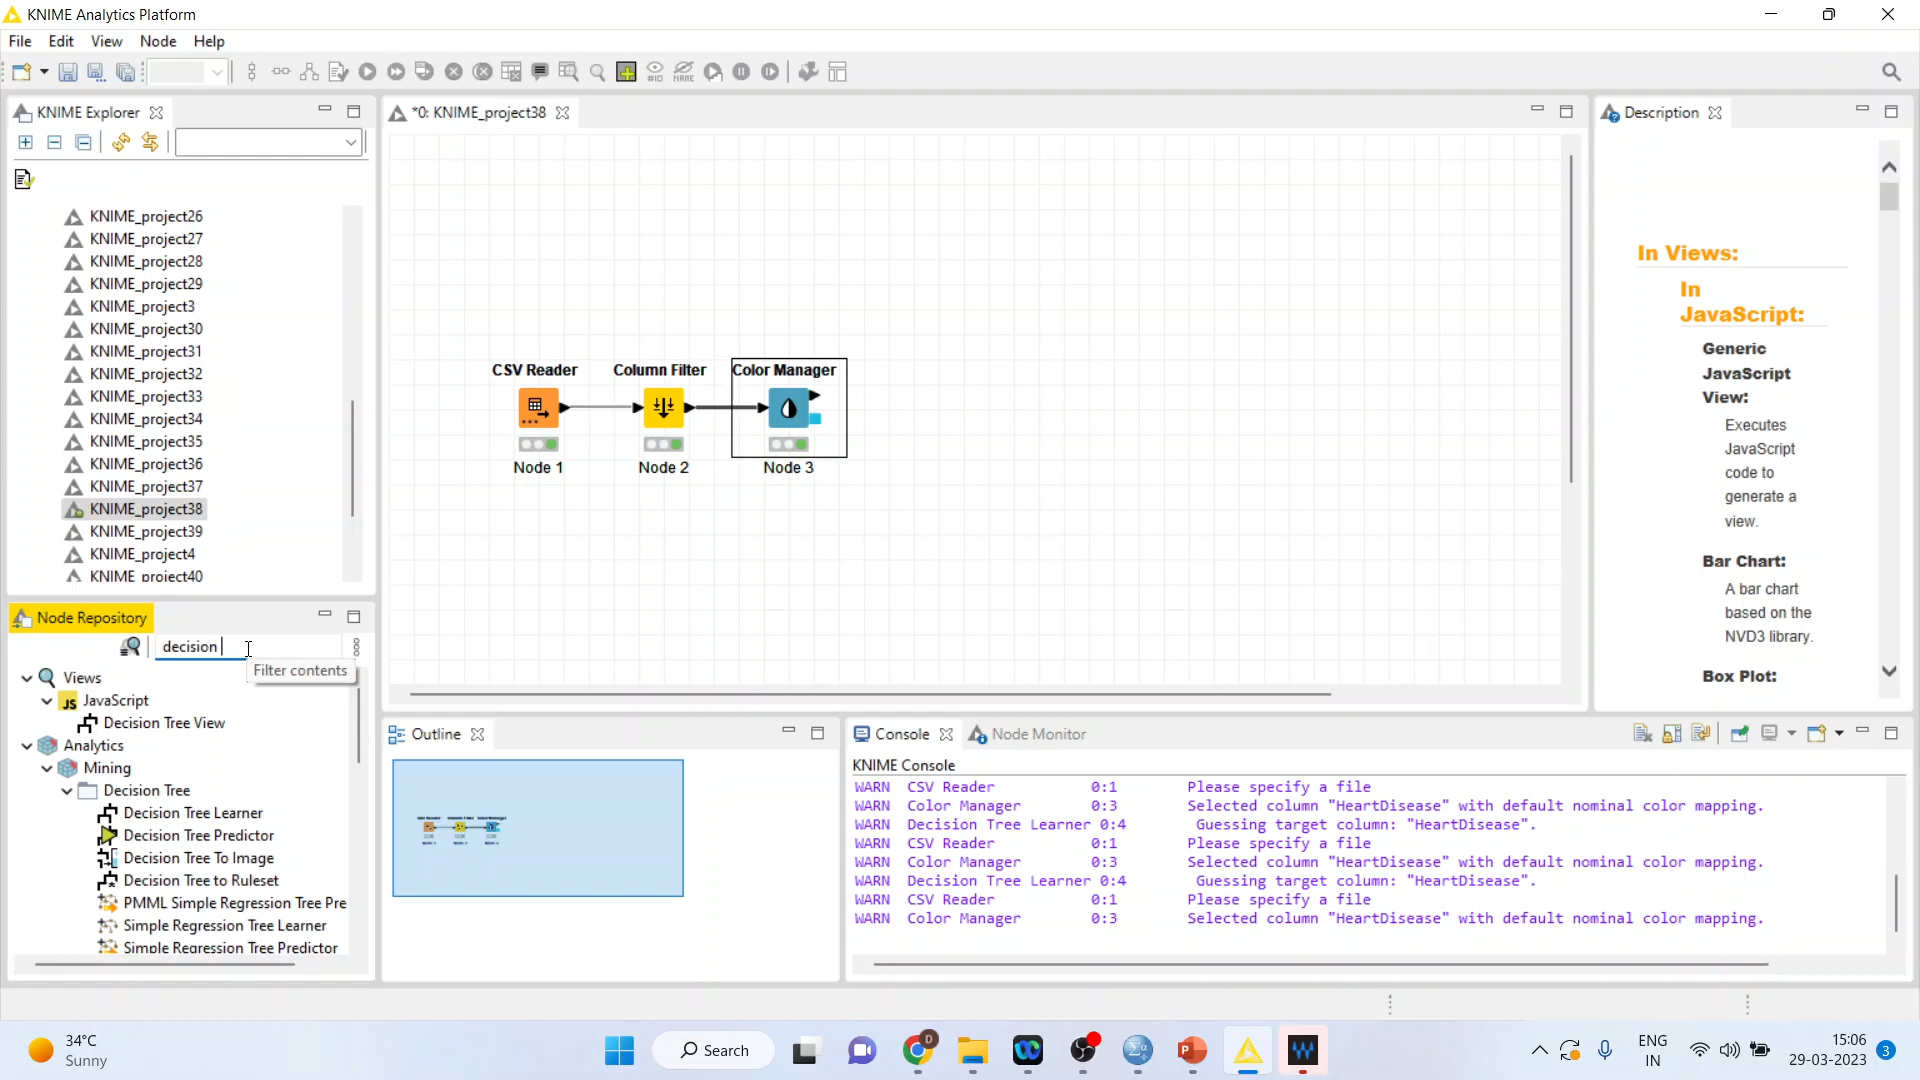 KNIME Analytics Platform
File Edit View Node Help
KNIME Explorer
KNIME_project26
KNIME_project27
KNIME_project28
KNIME_project29
KNIME_project3
KNIME_project30
KNIME_project31
KNIME_project32
KNIME_project33
KNIME_project34
KNIME_project35
KNIME_project36
KNIME_project37
KNIME_project38
KNIME_project39
KNIME_project4
KNIME_project40
Node Repository
decision
Filter contents
Views
JavaScript
Decision Tree View
Analytics
Mining
Decision Tree
Decision Tree Learner
Decision Tree Predictor
Decision Tree To Image
Decision Tree to Ruleset
PMML Simple Regression Tree Pre
Simple Regression Tree Learner
Simple Regression Tree Predictor
*0: KNIME_project38
CSV Reader Column Filter Color Manager
Node 1 Node 2 Node 3
Description
In Views:
In
JavaScript:
Generic
JavaScript
View:
Executes
JavaScript
code to
generate a
view.
Bar Chart:
A bar chart
based on the
NVD3 library.
Box Plot:
Outline
Console Node Monitor
KNIME Console
WARN CSV Reader 0:1 Please specify a file
WARN Color Manager 0:3 Selected column "HeartDisease" with default nominal color mapping.
WARN Decision Tree Learner 0:4 Guessing target column: "HeartDisease".
WARN CSV Reader 0:1 Please specify a file
WARN Color Manager 0:3 Selected column "HeartDisease" with default nominal color mapping.
WARN Decision Tree Learner 0:4 Guessing target column: "HeartDisease".
WARN CSV Reader 0:1 Please specify a file
WARN Color Manager 0:3 Selected column "HeartDisease" with default nominal color mapping.
34°C
Sunny
Search
ENG
IN
15:06
29-03-2023
3